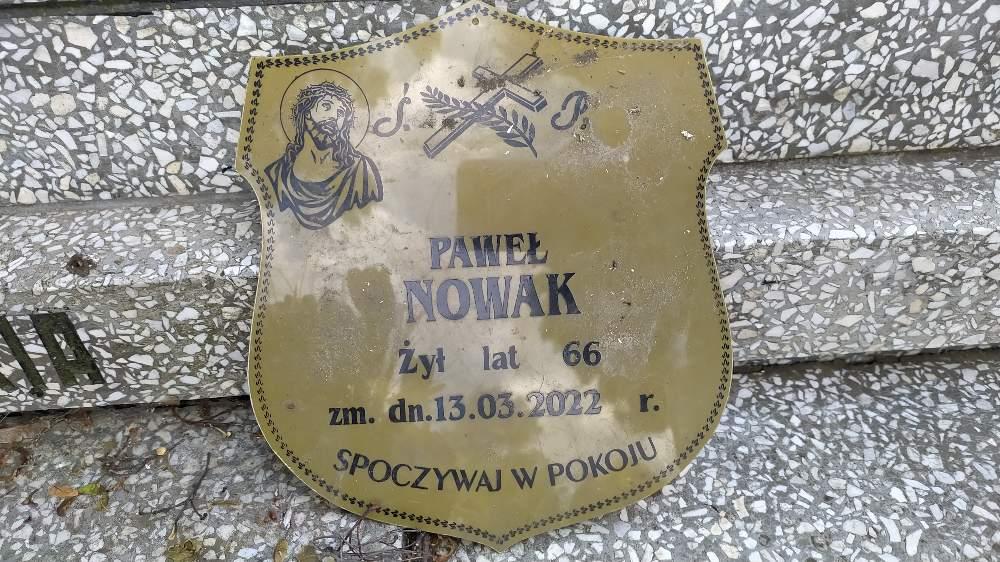 Ś. P.
PAWEŁ
NOWAK
Żył lat 66
zm. dn.13.03.2022 r.
SPOCZYWAJ W POKOJU